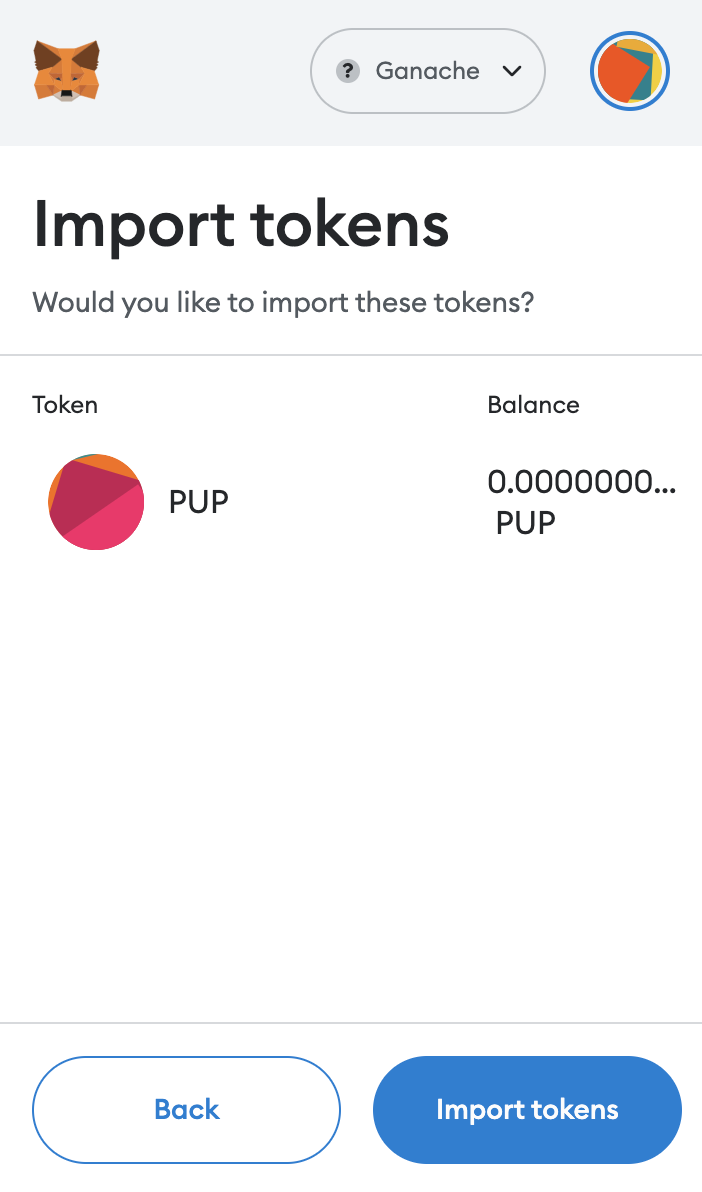 ? Ganache
Import tokens
Would you like to import these tokens?
Token Balance
PUP 0.0000000...
PUP
Back Import tokens